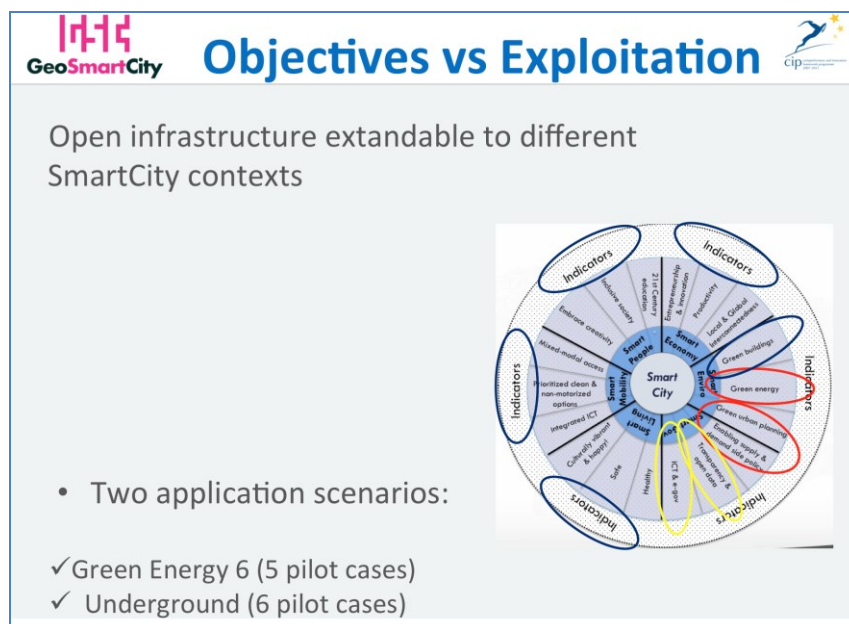 GeoSmartCity
Objectives vs Exploitation
cip
Open infrastructure extandable to different
SmartCity contexts
Indicators
Indicators
Indicators
Indicators
Indicators
Indicators
Smart
City
Smart
Economy
Entrepreneurship
& Innovation
Productivity
Local & Global
Interconnectedness
Smart
Enviro
Green buildings
Green energy
Green urban planning
Smart Gov
Enabling supply &
demand side policy
Transparency &
open data
ICT & e-gov
Smart
Living
Healthy
Safe
Culturally vibrant
& happy!
Smart
Mobility
Integrated ICT
Prioritized clean &
non-motorized
options
Mixed-modal access
Smart
People
Embrace creativity
Inclusive society
21st Century
education
• Two application scenarios:
✓Green Energy 6 (5 pilot cases)
✓ Underground (6 pilot cases)